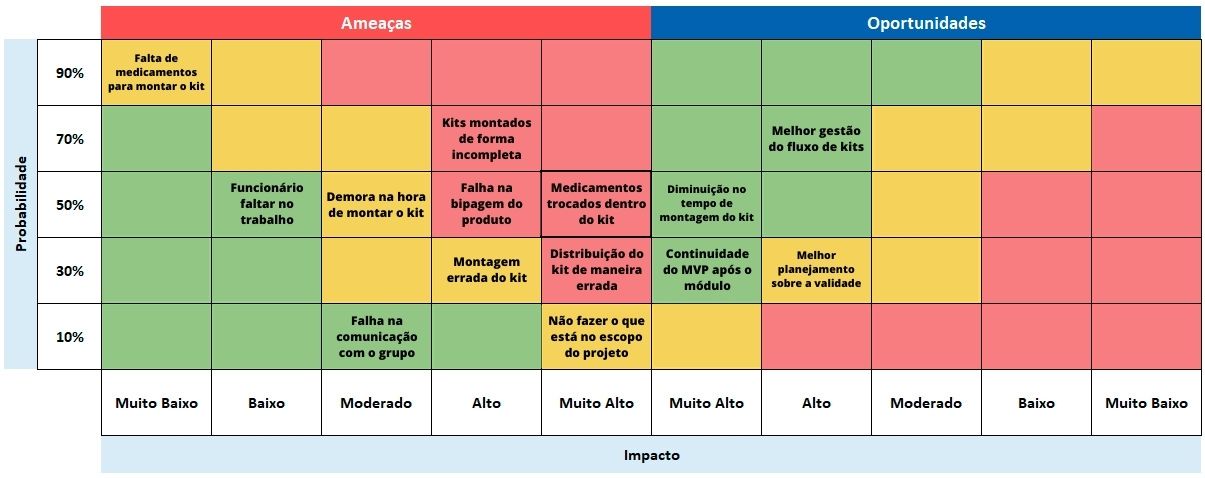 Ameaças
Oportunidades
Probabilidade
90%
Falta de
medicamentos
para montar o kit
70%
Kits montados
de forma
incompleta
Melhor gestão
do fluxo de kits
50%
Funcionário
faltar no
trabalho
Demora na hora
de montar o kit
Falha na
bipagem do
produto
Medicamentos
trocados dentro
do kit
Diminuição no
tempo de
montagem do kit
30%
Montagem
errada do kit
Distribuição do
kit de maneira
errada
Continuidade
do MVP após o
módulo
Melhor
planejamento
sobre a validade
10%
Falha na
comunicação
com o grupo
Não fazer o que
está no escopo
do projeto
Muito Baixo
Baixo
Moderado
Alto
Muito Alto
Muito Alto
Alto
Moderado
Baixo
Muito Baixo
Impacto